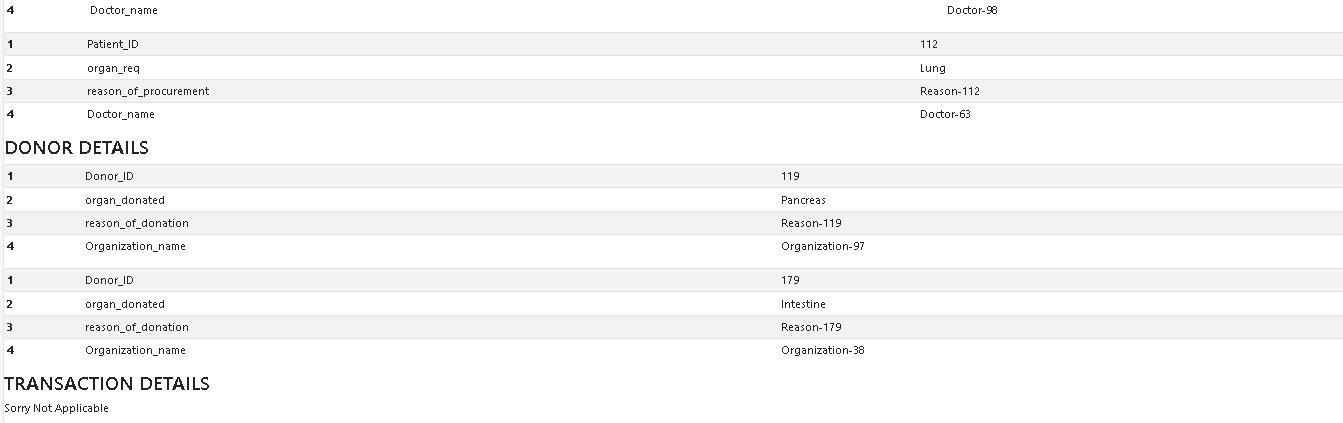 4 Doctor_name Doctor-98
1 Patient_ID 112
2 organ_req Lung
3 reason_of_procurement Reason-112
4 Doctor_name Doctor-63
DONOR DETAILS
1 Donor_ID 119
2 organ_donated Pancreas
3 reason_of_donation Reason-119
4 Organization_name Organization-97
1 Donor_ID 179
2 organ_donated Intestine
3 reason_of_donation Reason-179
4 Organization_name Organization-38
TRANSACTION DETAILS
Sorry Not Applicable